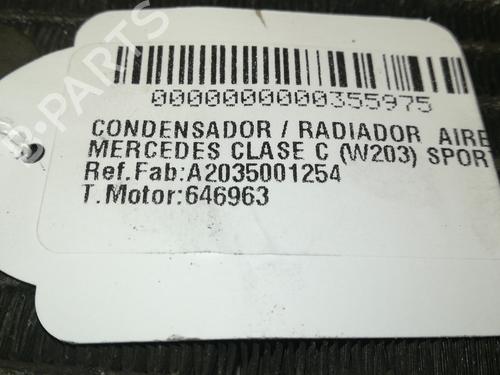 0000000000355975
CONDENSADOR / RADIADOR AIRE
MERCEDES CLASE C (W203) SPOR
Ref.Fab:A2035001254
T.Motor:646963
D-PARTS